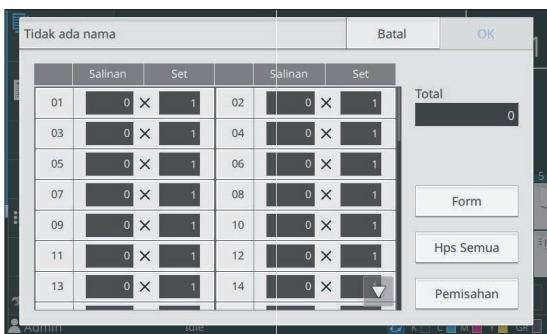 Tidak ada nama Batal OK
Salinan Set Salinan Set
Total
0
01 0 X 1 02 0 X 1
03 0 X 1 04 0 X 1
05 0 X 1 06 0 X 1
5
07 0 X 1 08 0 X 1
Form
09 0 X 1 10 0 X 1
11 0 X 1 12 0 X 1
Hps Semua
13 0 X 1 14 0 X
Pemisahan
Admin Idle K C M Y GR